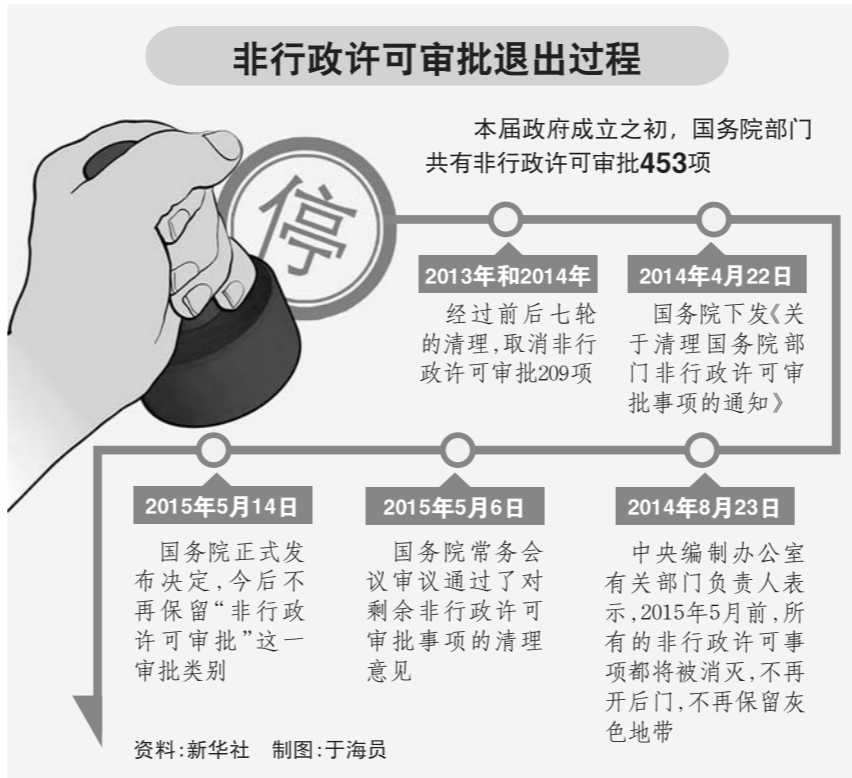 非行政许可审批退出过程
本届政府成立之初，国务院部门
共有非行政许可审批453项
停
2013年和2014年
经过前后七轮
的清理，取消非行
政许可审批209项
2014年4月22日
国务院下发《关
于清理国务院部
门非行政许可审
批事项的通知》
2014年8月23日
中央编制办公室
有关部门负责人表
示，2015年5月前，所
有的非行政许可事
项都将被消灭，不再
开后门，不再保留灰
色地带
2015年5月6日
国务院常务会
议审议通过了对
剩余非行政许可
审批事项的清理
意见
2015年5月14日
国务院正式发
布决定，今后不
再保留“非行政
许可审批”这一
审批类别
资料：新华社　制图：于海员